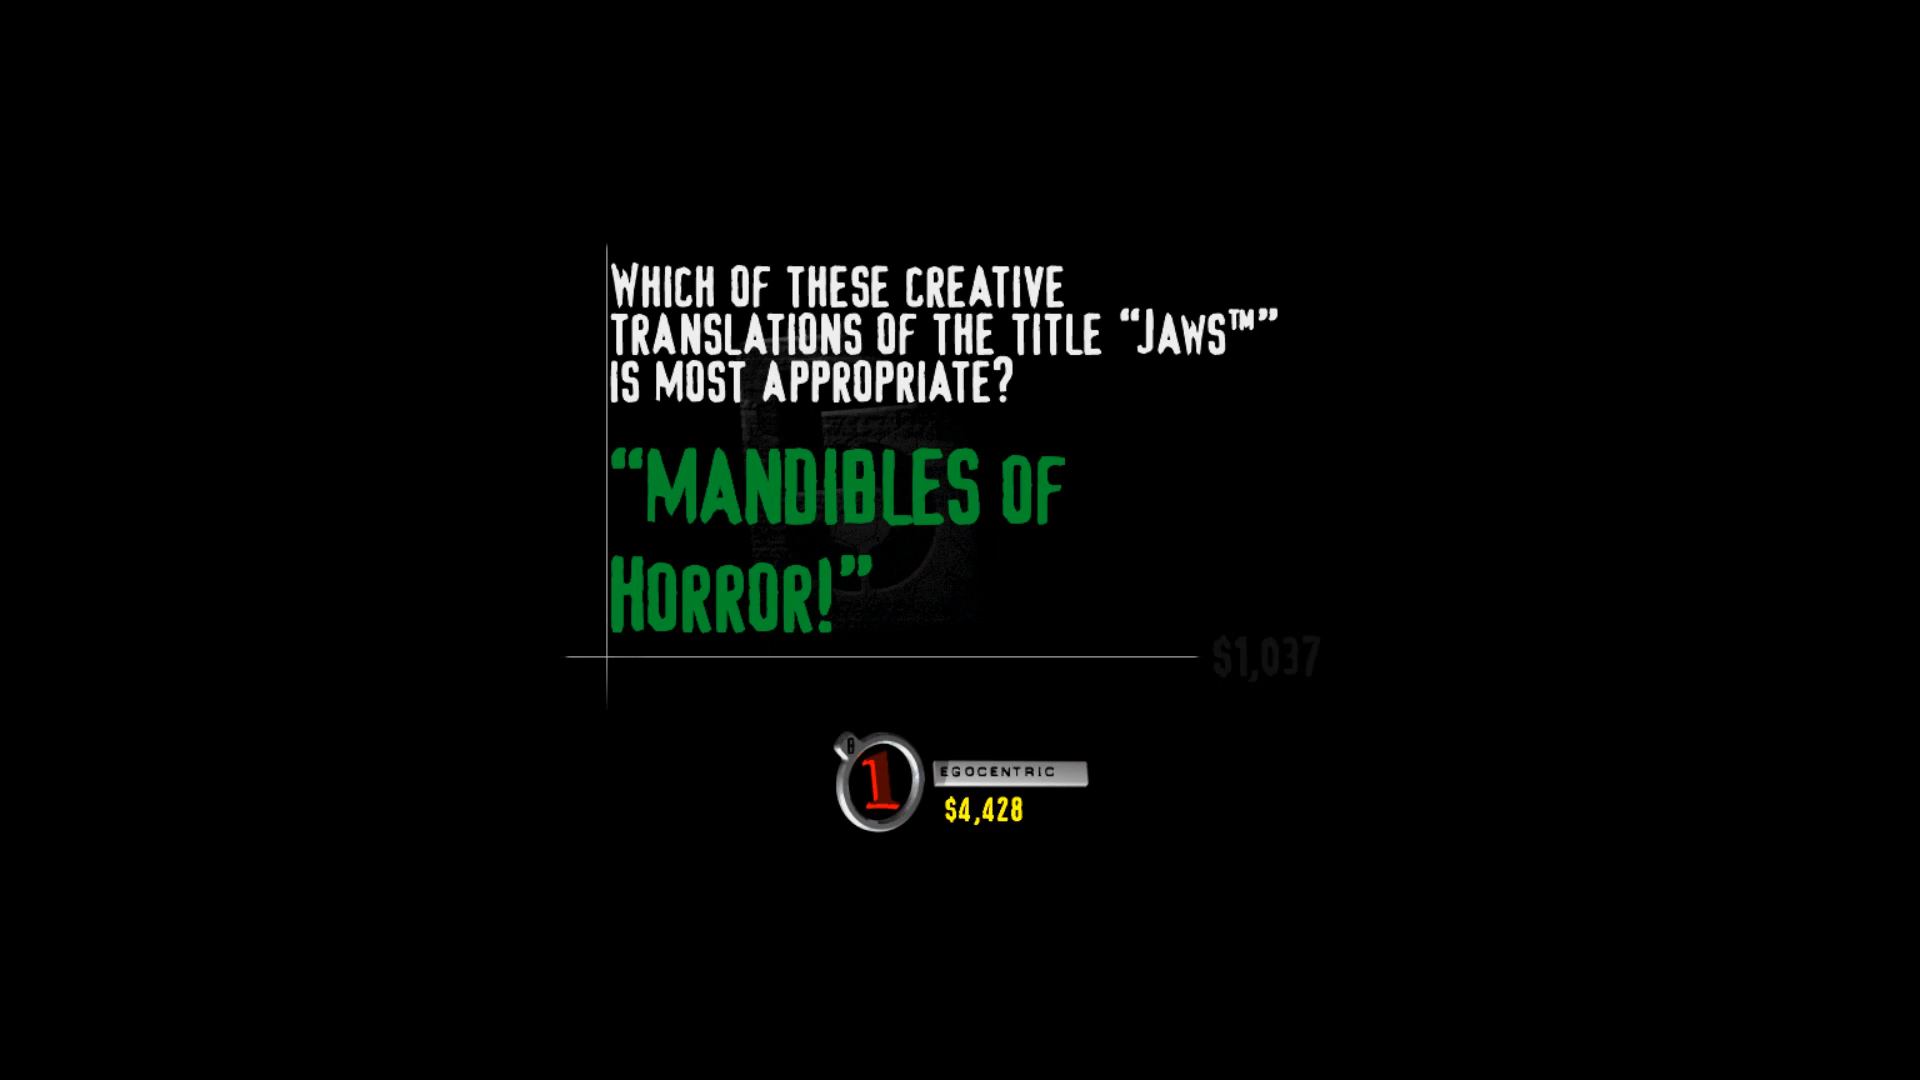 Which of these creative
translations of the title “Jaws™”
is most appropriate?
“Mandibles of
Horror!”
$1,037
1
EGOCENTRIC
$4,428